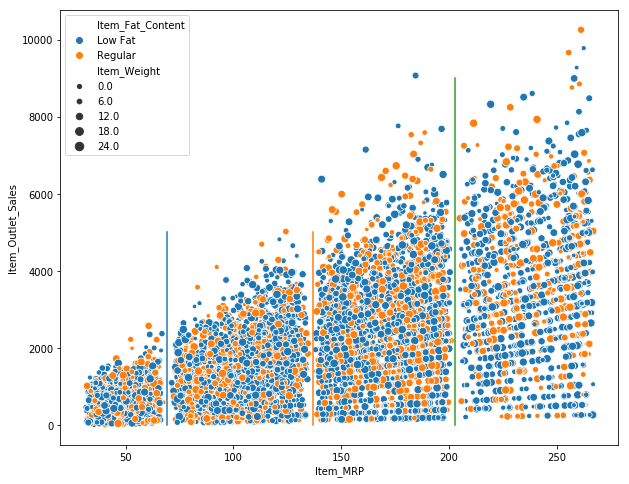 Item_Fat_Content
Low Fat
Regular
Item_Weight
0.0
6.0
12.0
18.0
24.0
10000
8000
6000
4000
2000
0
Item_Outlet_Sales
50 100 150 200 250
Item_MRP